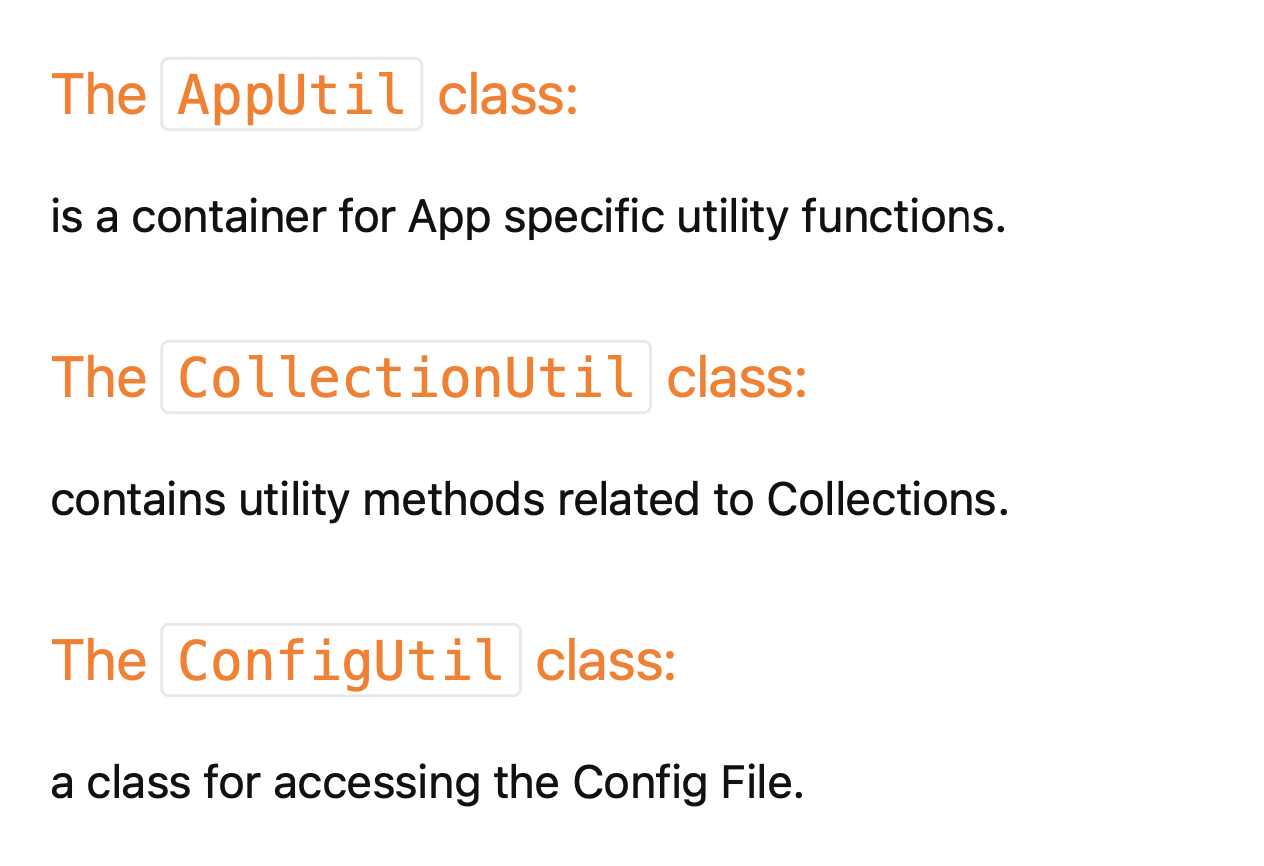 The AppUtil class:
is a container for App specific utility functions.
The CollectionUtil class:
contains utility methods related to Collections.
The ConfigUtil class:
a class for accessing the Config File.